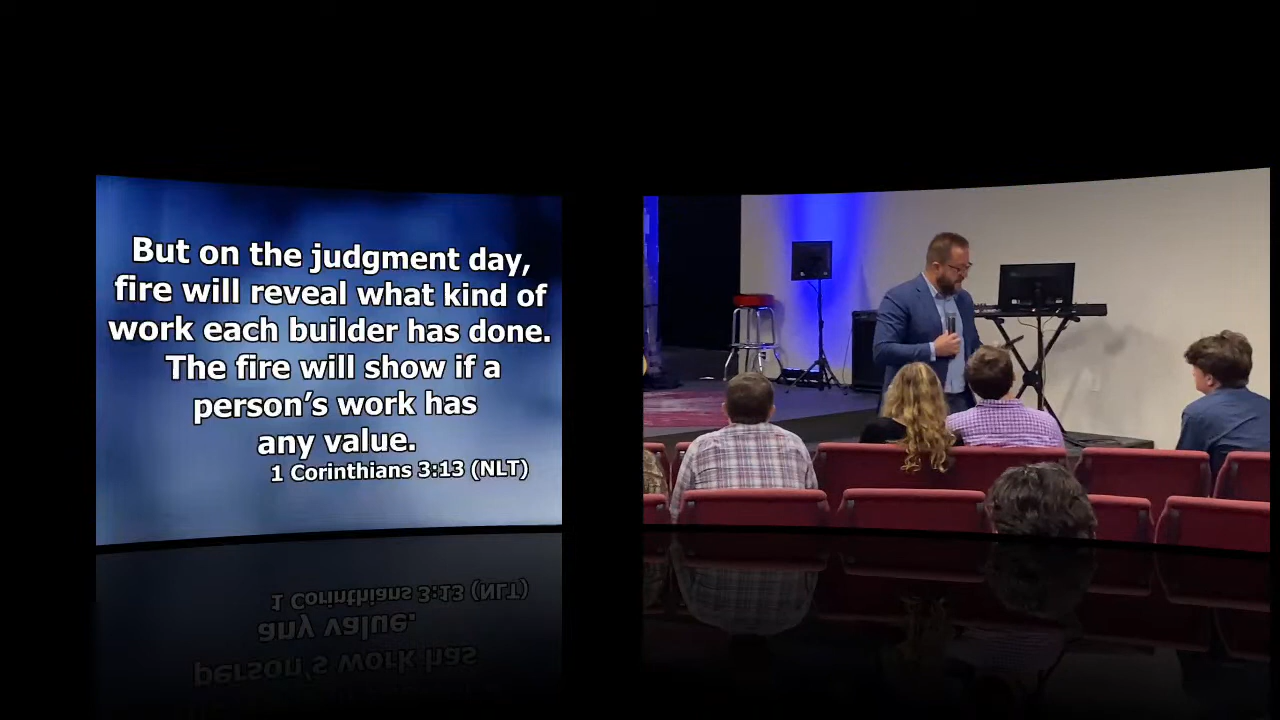 But on the judgment day,
fire will reveal what kind of
work each builder has done.
The fire will show if a
person's work has
any value.
1 Corinthians 3:13 (NLT)